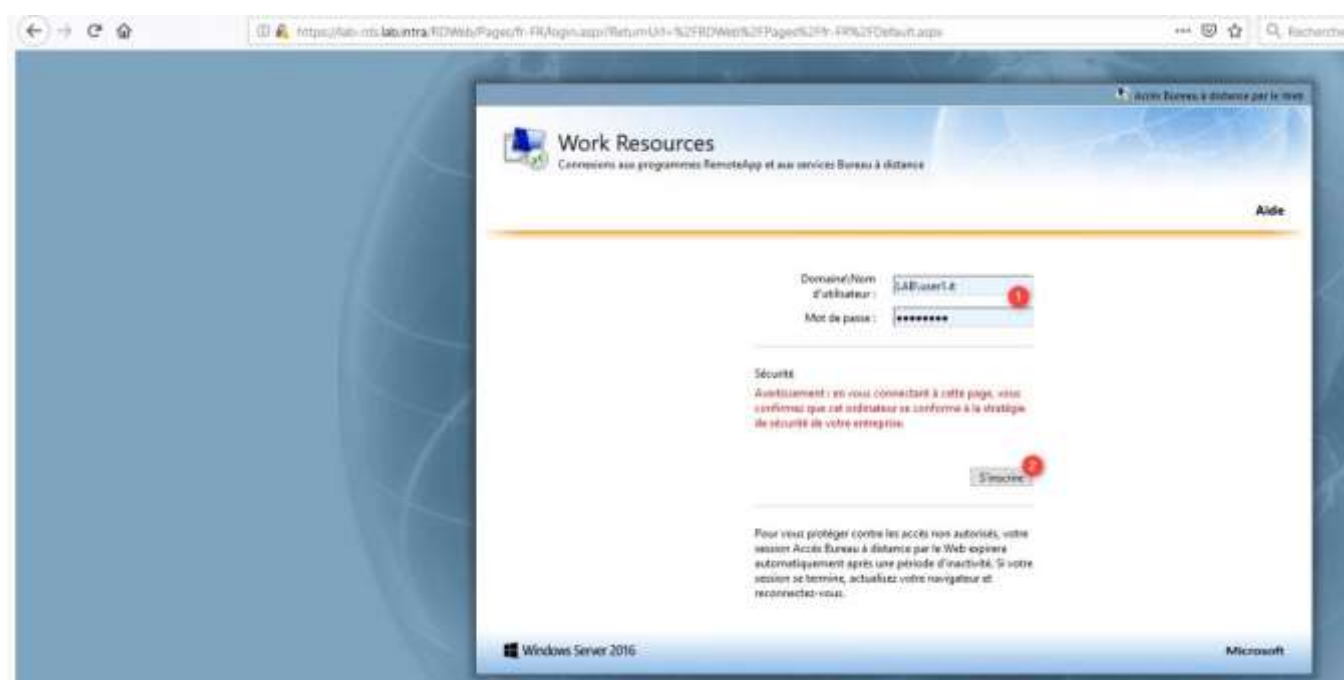 https://lab-rds.lab.intra/RDWeb/Pages/fr-FR/login.aspx?ReturnUrl=%2FRDWeb%2FPages%2Ffr-FR%2FDefault.aspx
Recherche
Accès Bureau à distance par le Web
Work Resources
Connexions aux programmes RemoteApp et aux services Bureau à distance
Aide
Domaine\Nom
d'utilisateur :
LAB\user1.it
1
Mot de passe :
Sécurité
Avertissement : en vous connectant à cette page, vous
confirmez que cet ordinateur se conforme à la stratégie
de sécurité de votre entreprise.
2
S'inscrire
Pour vous protéger contre les accès non autorisés, votre
session Accès Bureau à distance par le Web expirera
automatiquement après une période d'inactivité. Si votre
session se termine, actualisez votre navigateur et
reconnectez-vous.
Windows Server 2016
Microsoft